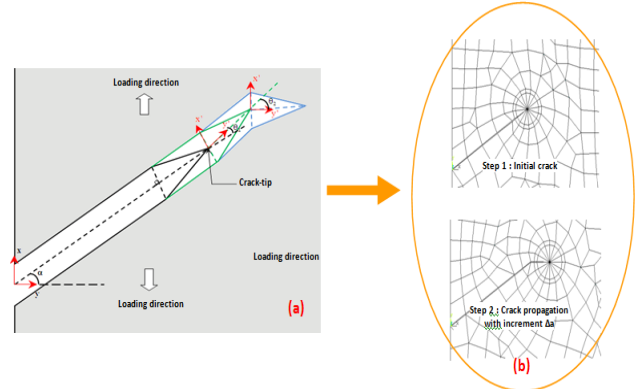 Loading direction
X'
θ₂
y'
X'
y'
Crack-tip
x
α
y
Loading direction
Loading direction
(a)
Step 1 : Initial crack
Step 2 : Crack propagation
with increment Δa
(b)